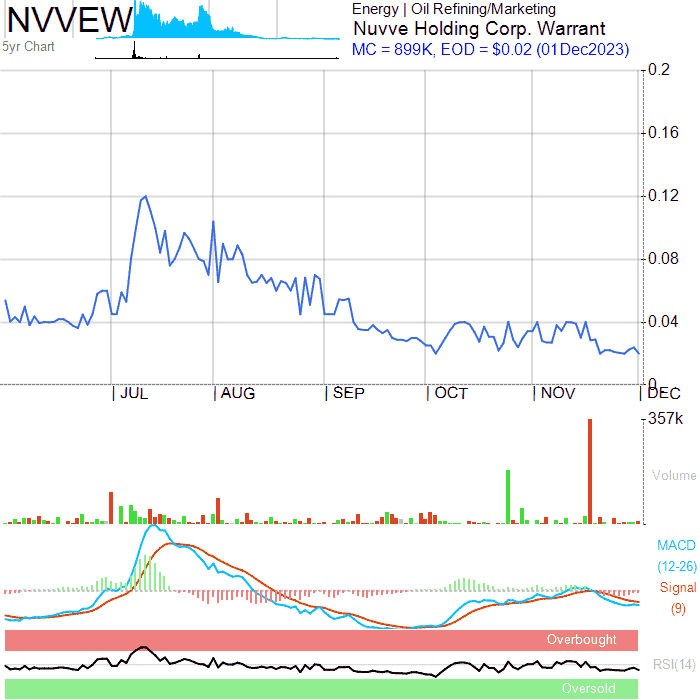 NVVEW
5yr Chart
Energy | Oil Refining/Marketing
Nuvve Holding Corp. Warrant
MC = 899K, EOD = $0.02 (01Dec2023)
0.2
0.16
0.12
0.08
0.04
0
JUL AUG SEP OCT NOV DEC
357k
Volume
MACD
(12-26)
Signal
(9)
Overbought
RSI(14)
Oversold